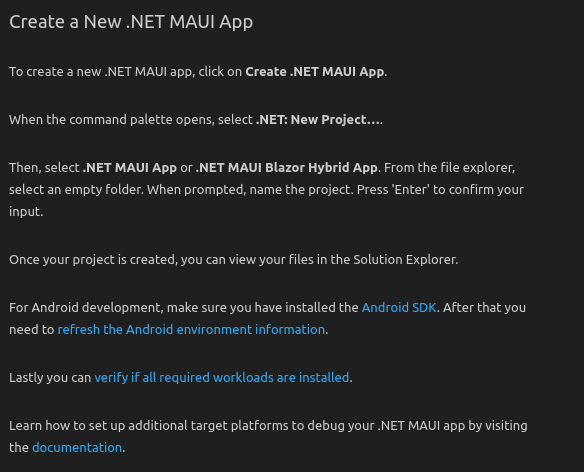 Create a New .NET MAUI App
To create a new .NET MAUI app, click on Create .NET MAUI App.
When the command palette opens, select .NET: New Project....
Then, select .NET MAUI App or .NET MAUI Blazor Hybrid App. From the file explorer,
select an empty folder. When prompted, name the project. Press 'Enter' to confirm your
input.
Once your project is created, you can view your files in the Solution Explorer.
For Android development, make sure you have installed the Android SDK. After that you
need to refresh the Android environment information.
Lastly you can verify if all required workloads are installed.
Learn how to set up additional target platforms to debug your .NET MAUI app by visiting
the documentation.